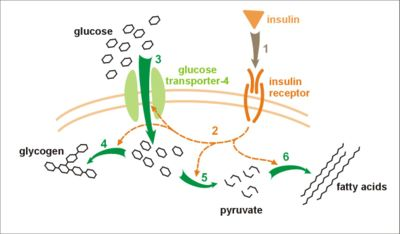 insulin
glucose
3
1
glucose
transporter-4
insulin
receptor
2
4
glycogen
5
6
pyruvate
fatty acids